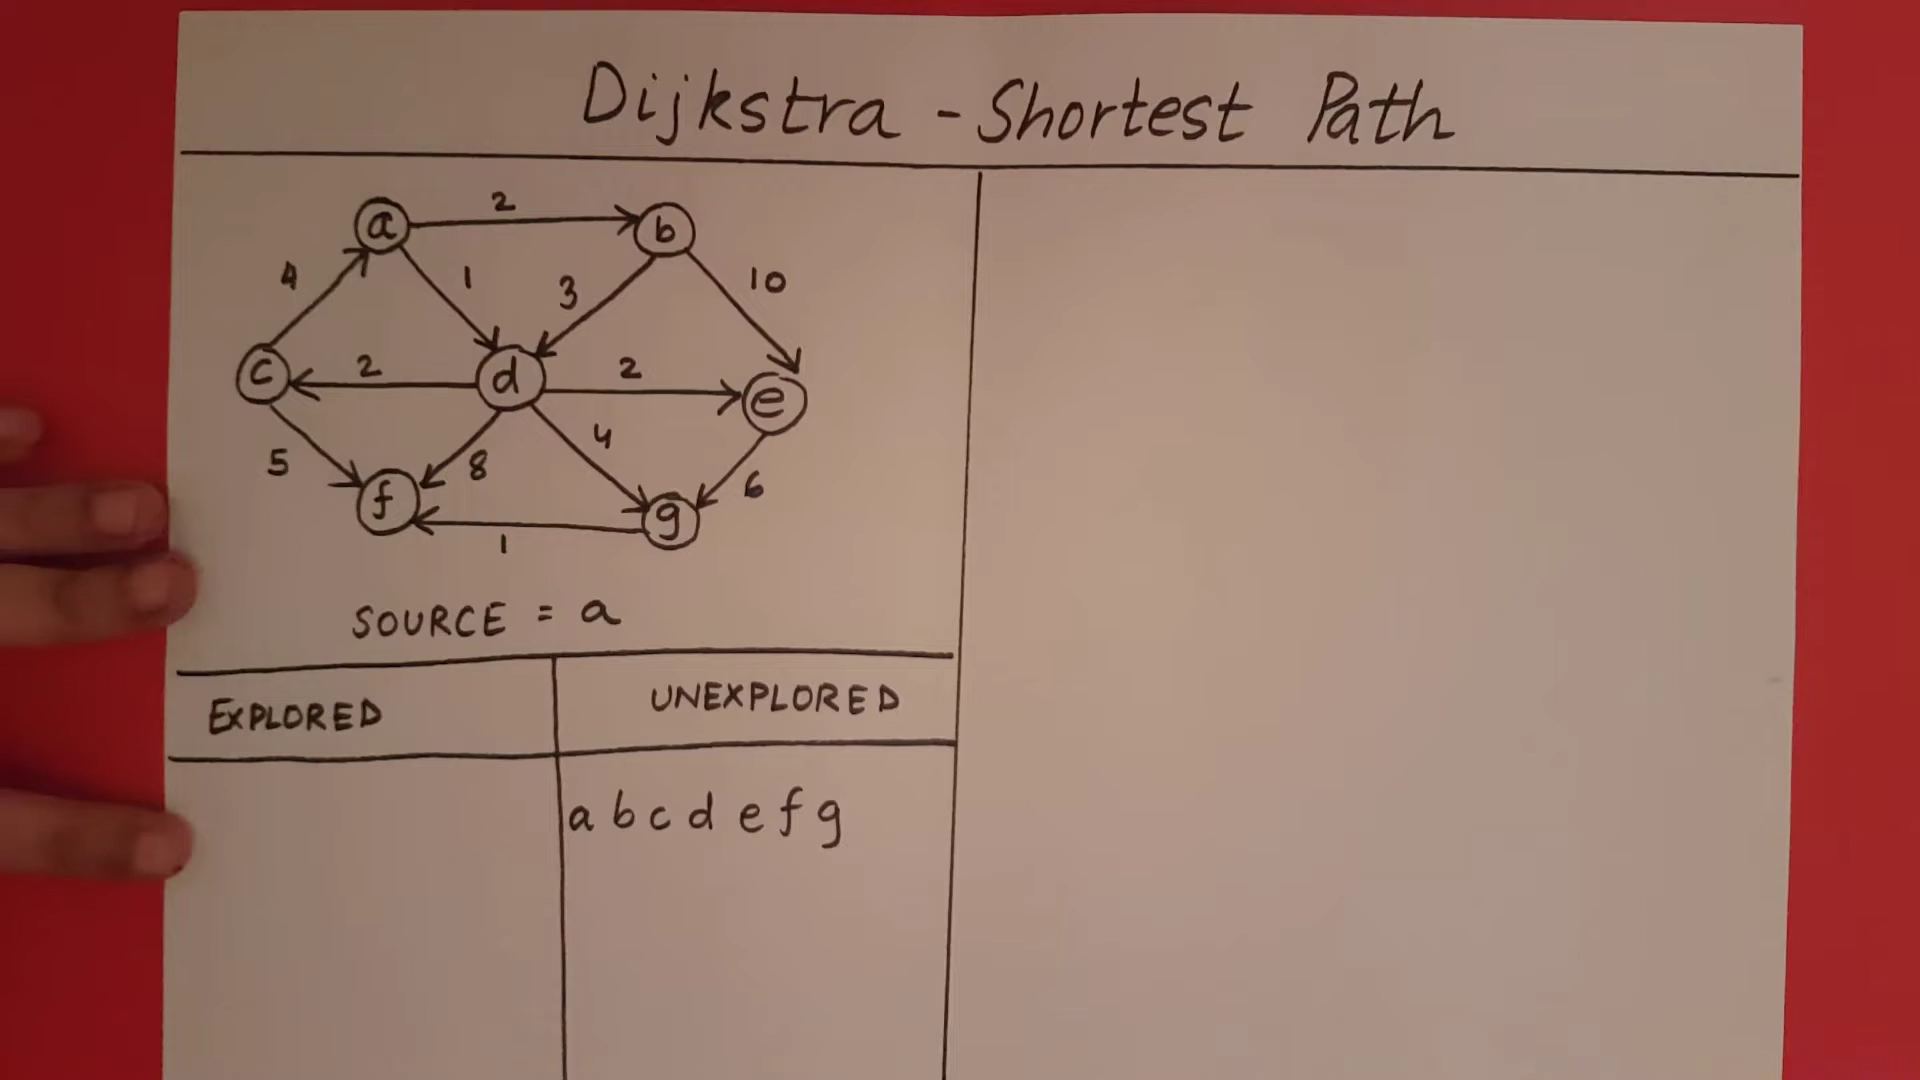 Dijkstra - Shortest Path
a 2 b
4 1 3 10
c 2 d 2 e
5 8 4 6
f 1 g
SOURCE = a
EXPLORED UNEXPLORED
a b c d e f g